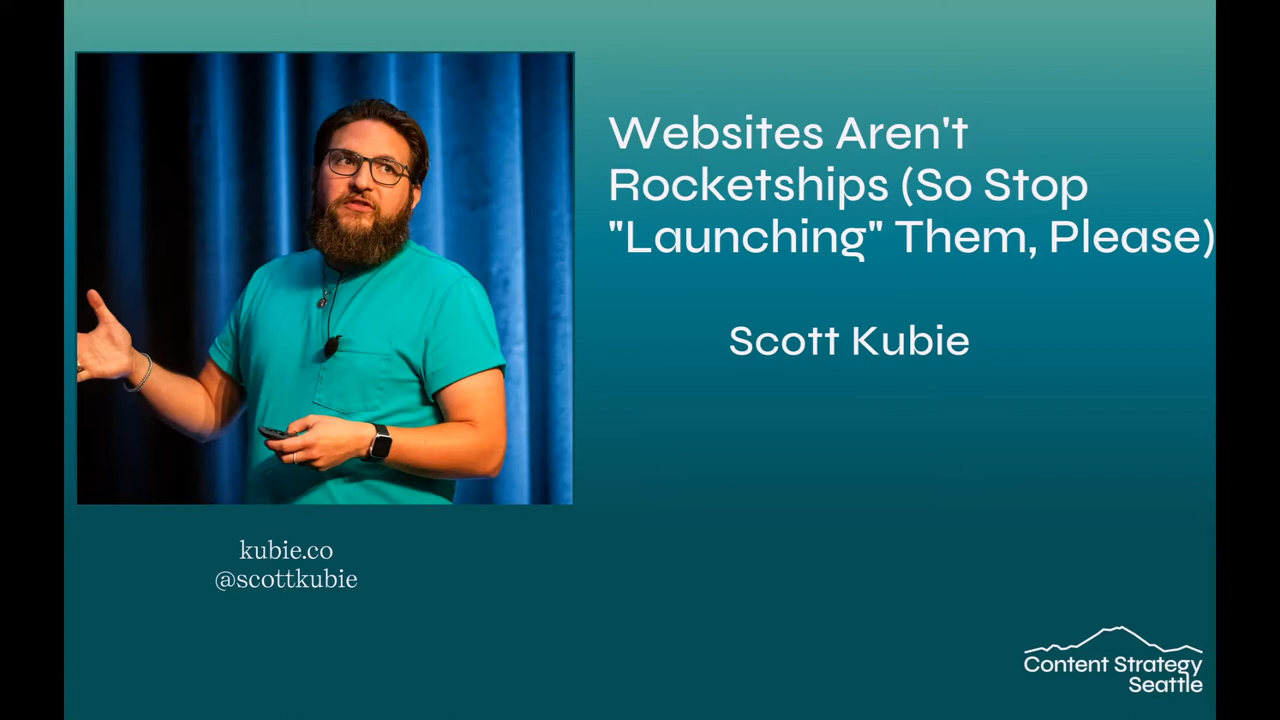 Websites Aren't
Rocketships (So Stop
"Launching" Them, Please)
Scott Kubie
kubie.co
@scottkubie
Content Strategy
Seattle